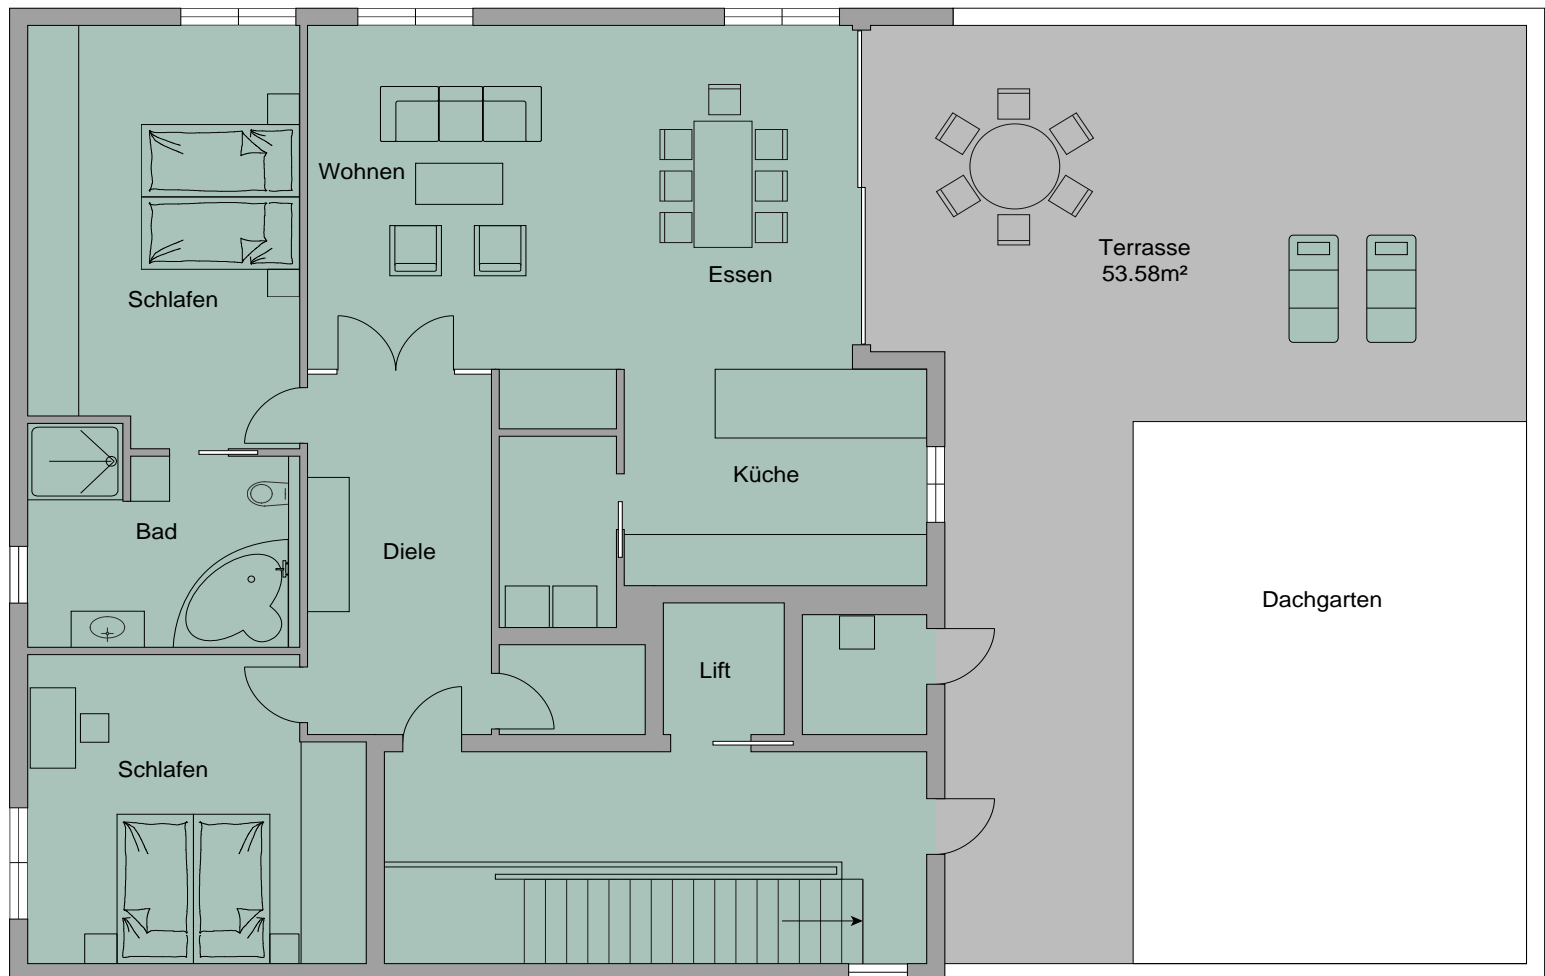 Wohnen
Essen
Terrasse
53.58m²
Schlafen
Küche
Bad
Diele
Dachgarten
Lift
Schlafen